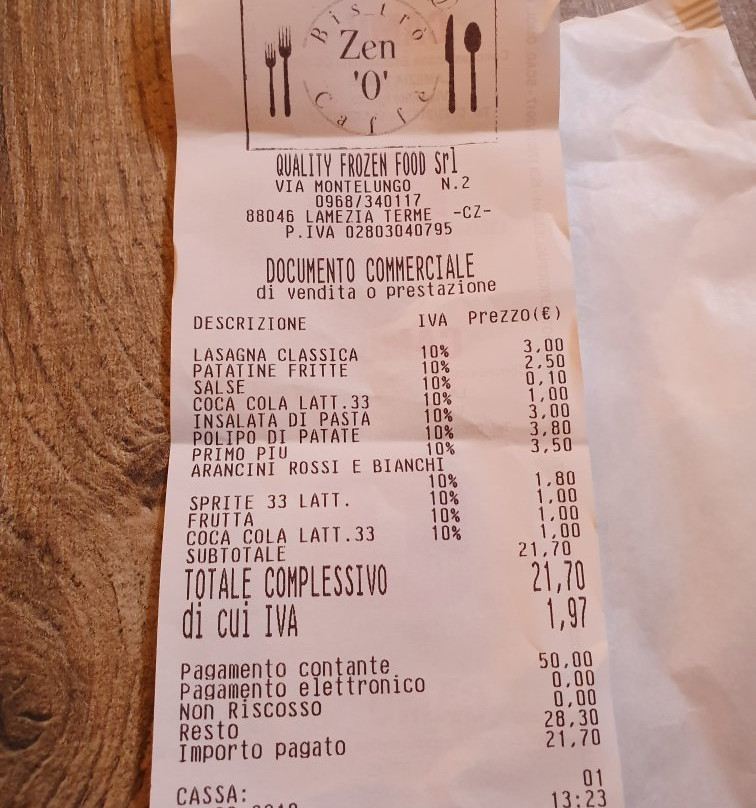 Bistrò
Zen
'O'
Caffè
QUALITY FROZEN FOOD Srl
VIA MONTELUNGO N.2
0968/340117
88046 LAMEZIA TERME -CZ-
P.IVA 02803040795
DOCUMENTO COMMERCIALE
di vendita o prestazione
DESCRIZIONE IVA Prezzo(€)
LASAGNA CLASSICA 10% 3,00
PATATINE FRITTE 10% 2,50
SALSE 10% 0,10
COCA COLA LATT.33 10% 1,00
INSALATA DI PASTA 10% 3,00
POLIPO DI PATATE 10% 3,80
PRIMO PIU 10% 3,50
ARANCINI ROSSI E BIANCHI
10% 1,80
SPRITE 33 LATT. 10% 1,00
FRUTTA 10% 1,00
COCA COLA LATT.33 10% 1,00
SUBTOTALE 21,70
TOTALE COMPLESSIVO 21,70
di cui IVA 1,97
Pagamento contante 50,00
Pagamento elettronico 0,00
Non Riscosso 0,00
Resto 28,30
Importo pagato 21,70
CASSA: 01
13:23